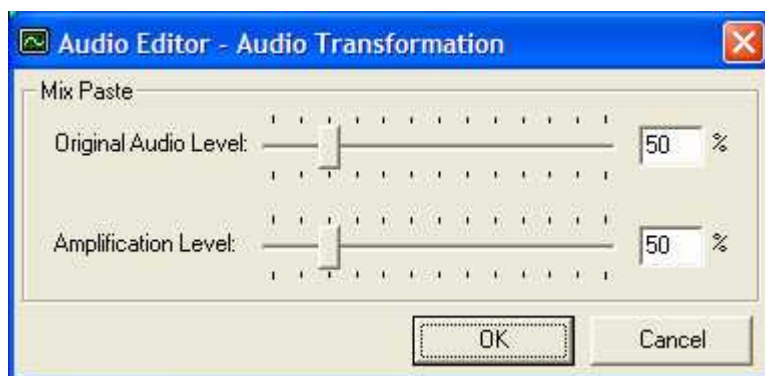 Audio Editor - Audio Transformation
Mix Paste
Original Audio Level: 50 %
Amplification Level: 50 %
OK Cancel